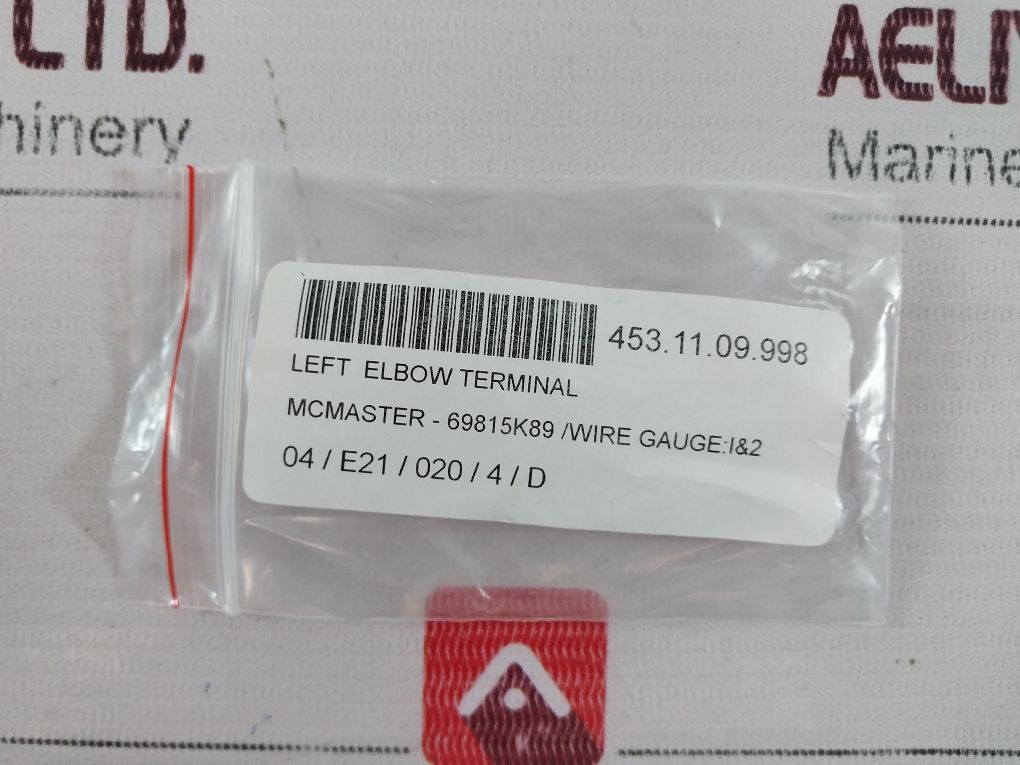 LTD.
hinery
AELIY
Marine
453.11.09.998
LEFT ELBOW TERMINAL
MCMASTER - 69815K89 /WIRE GAUGE:I&2
04 / E21 / 020 / 4 / D